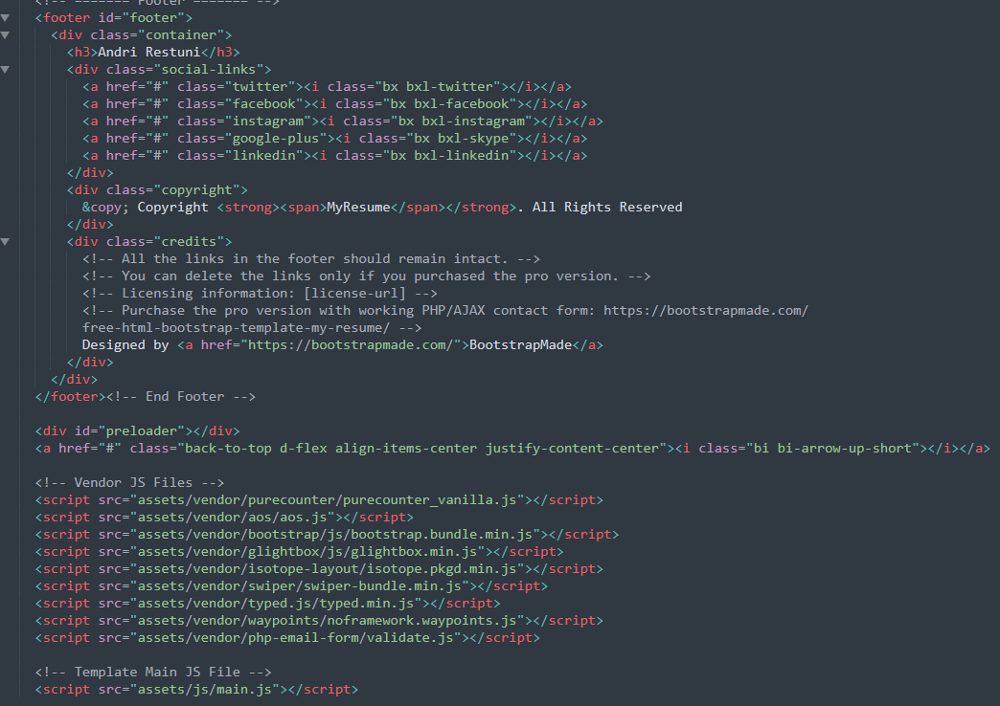 <!-- ======= Footer ======= -->
<footer id="footer">
<div class="container">
<h3>Andri Restuni</h3>
<div class="social-links">
<a href="#" class="twitter"><i class="bx bxl-twitter"></i></a>
<a href="#" class="facebook"><i class="bx bxl-facebook"></i></a>
<a href="#" class="instagram"><i class="bx bxl-instagram"></i></a>
<a href="#" class="google-plus"><i class="bx bxl-skype"></i></a>
<a href="#" class="linkedin"><i class="bx bxl-linkedin"></i></a>
</div>
<div class="copyright">
&copy; Copyright <strong><span>MyResume</span></strong>. All Rights Reserved
</div>
<div class="credits">
<!-- All the links in the footer should remain intact. -->
<!-- You can delete the links only if you purchased the pro version. -->
<!-- Licensing information: [license-url] -->
<!-- Purchase the pro version with working PHP/AJAX contact form: https://bootstrapmade.com/
free-html-bootstrap-template-my-resume/ -->
Designed by <a href="https://bootstrapmade.com/">BootstrapMade</a>
</div>
</div>
</footer><!-- End Footer -->
<div id="preloader"></div>
<a href="#" class="back-to-top d-flex align-items-center justify-content-center"><i class="bi bi-arrow-up-short"></i></a>
<!-- Vendor JS Files -->
<script src="assets/vendor/purecounter/purecounter_vanilla.js"></script>
<script src="assets/vendor/aos/aos.js"></script>
<script src="assets/vendor/bootstrap/js/bootstrap.bundle.min.js"></script>
<script src="assets/vendor/glightbox/js/glightbox.min.js"></script>
<script src="assets/vendor/isotope-layout/isotope.pkgd.min.js"></script>
<script src="assets/vendor/swiper/swiper-bundle.min.js"></script>
<script src="assets/vendor/typed.js/typed.min.js"></script>
<script src="assets/vendor/waypoints/noframework.waypoints.js"></script>
<script src="assets/vendor/php-email-form/validate.js"></script>
<!-- Template Main JS File -->
<script src="assets/js/main.js"></script>